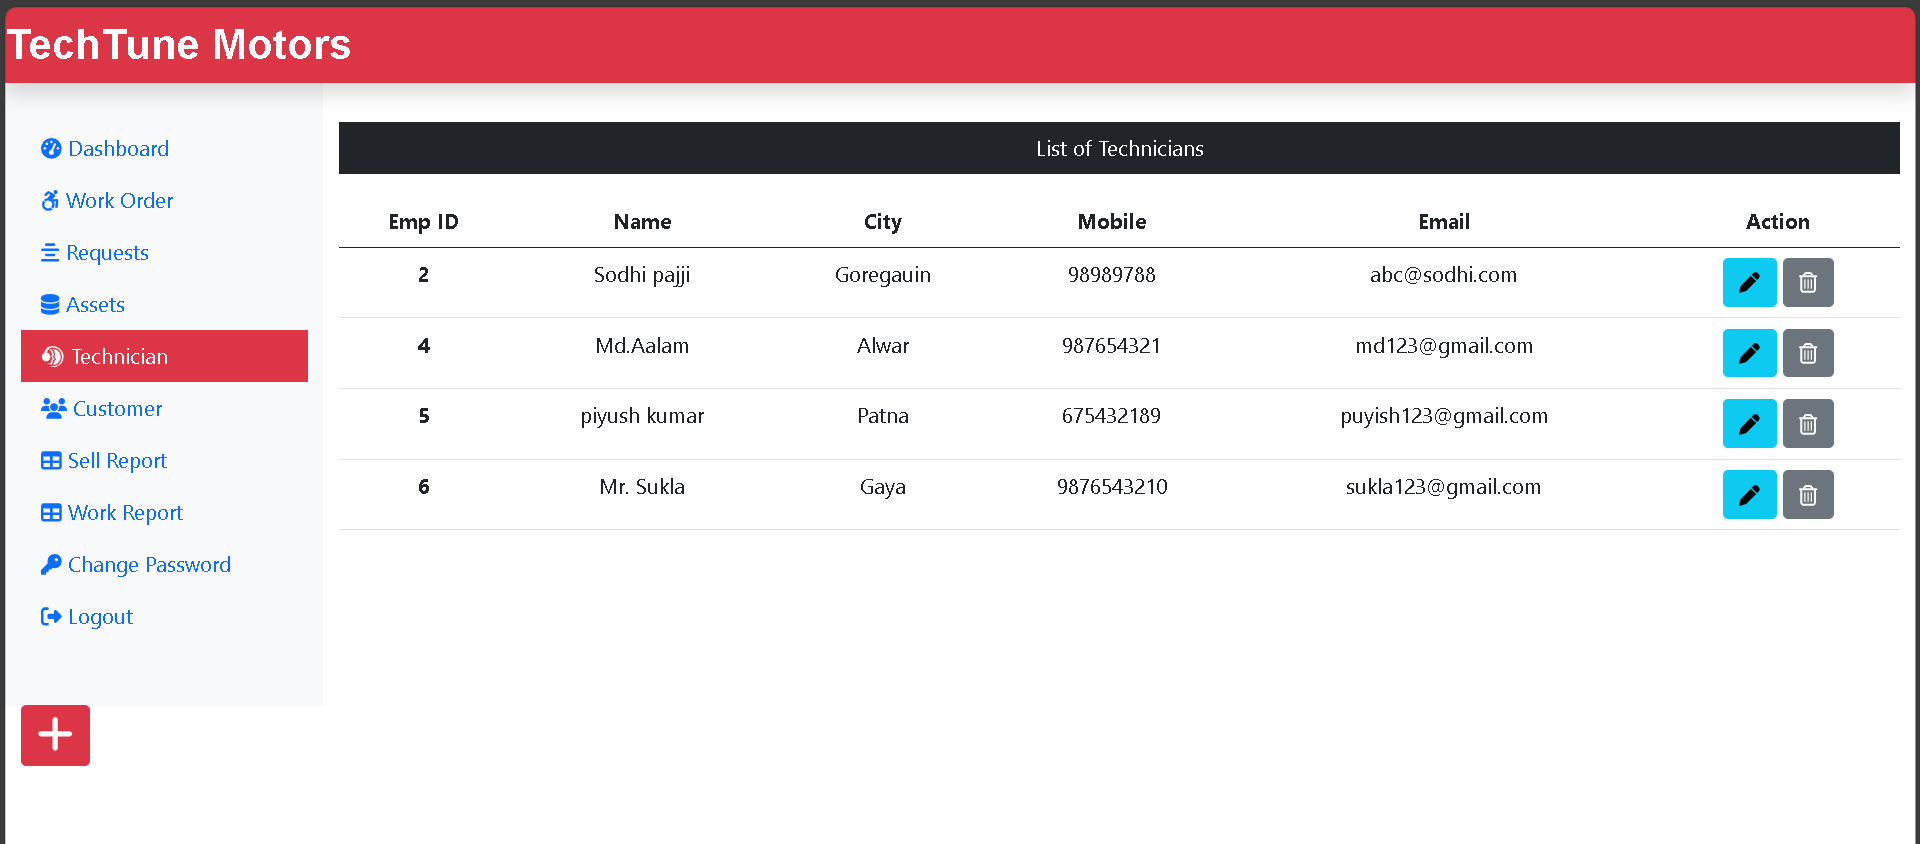 TechTune Motors
Dashboard
Work Order
Requests
Assets
Technician
Customer
Sell Report
Work Report
Change Password
Logout
List of Technicians
Emp ID Name City Mobile Email Action
2 Sodhi pajji Goregauin 98989788 abc@sodhi.com
4 Md.Aalam Alwar 987654321 md123@gmail.com
5 piyush kumar Patna 675432189 puyish123@gmail.com
6 Mr. Sukla Gaya 9876543210 sukla123@gmail.com